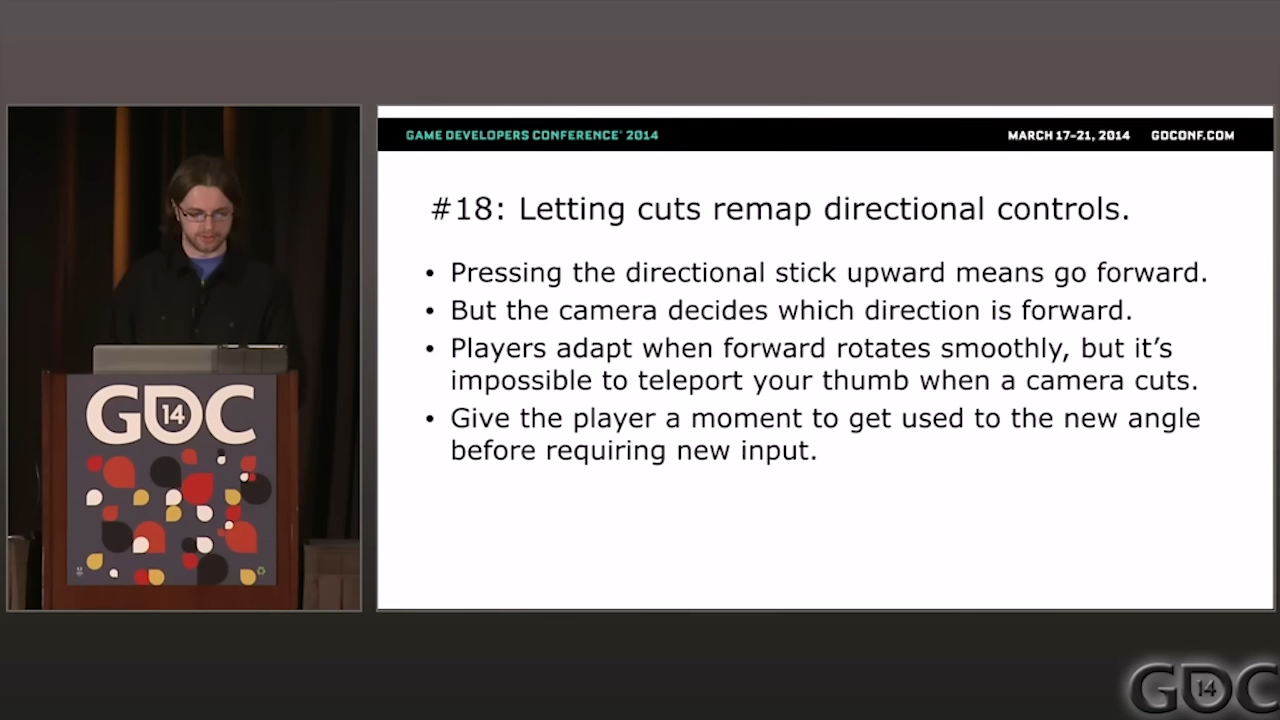 GAME DEVELOPERS CONFERENCE® 2014
MARCH 17–21, 2014 GDCONF.COM
#18: Letting cuts remap directional controls.
• Pressing the directional stick upward means go forward.
• But the camera decides which direction is forward.
• Players adapt when forward rotates smoothly, but it’s
impossible to teleport your thumb when a camera cuts.
• Give the player a moment to get used to the new angle
before requiring new input.
GDC
14
GDC
14